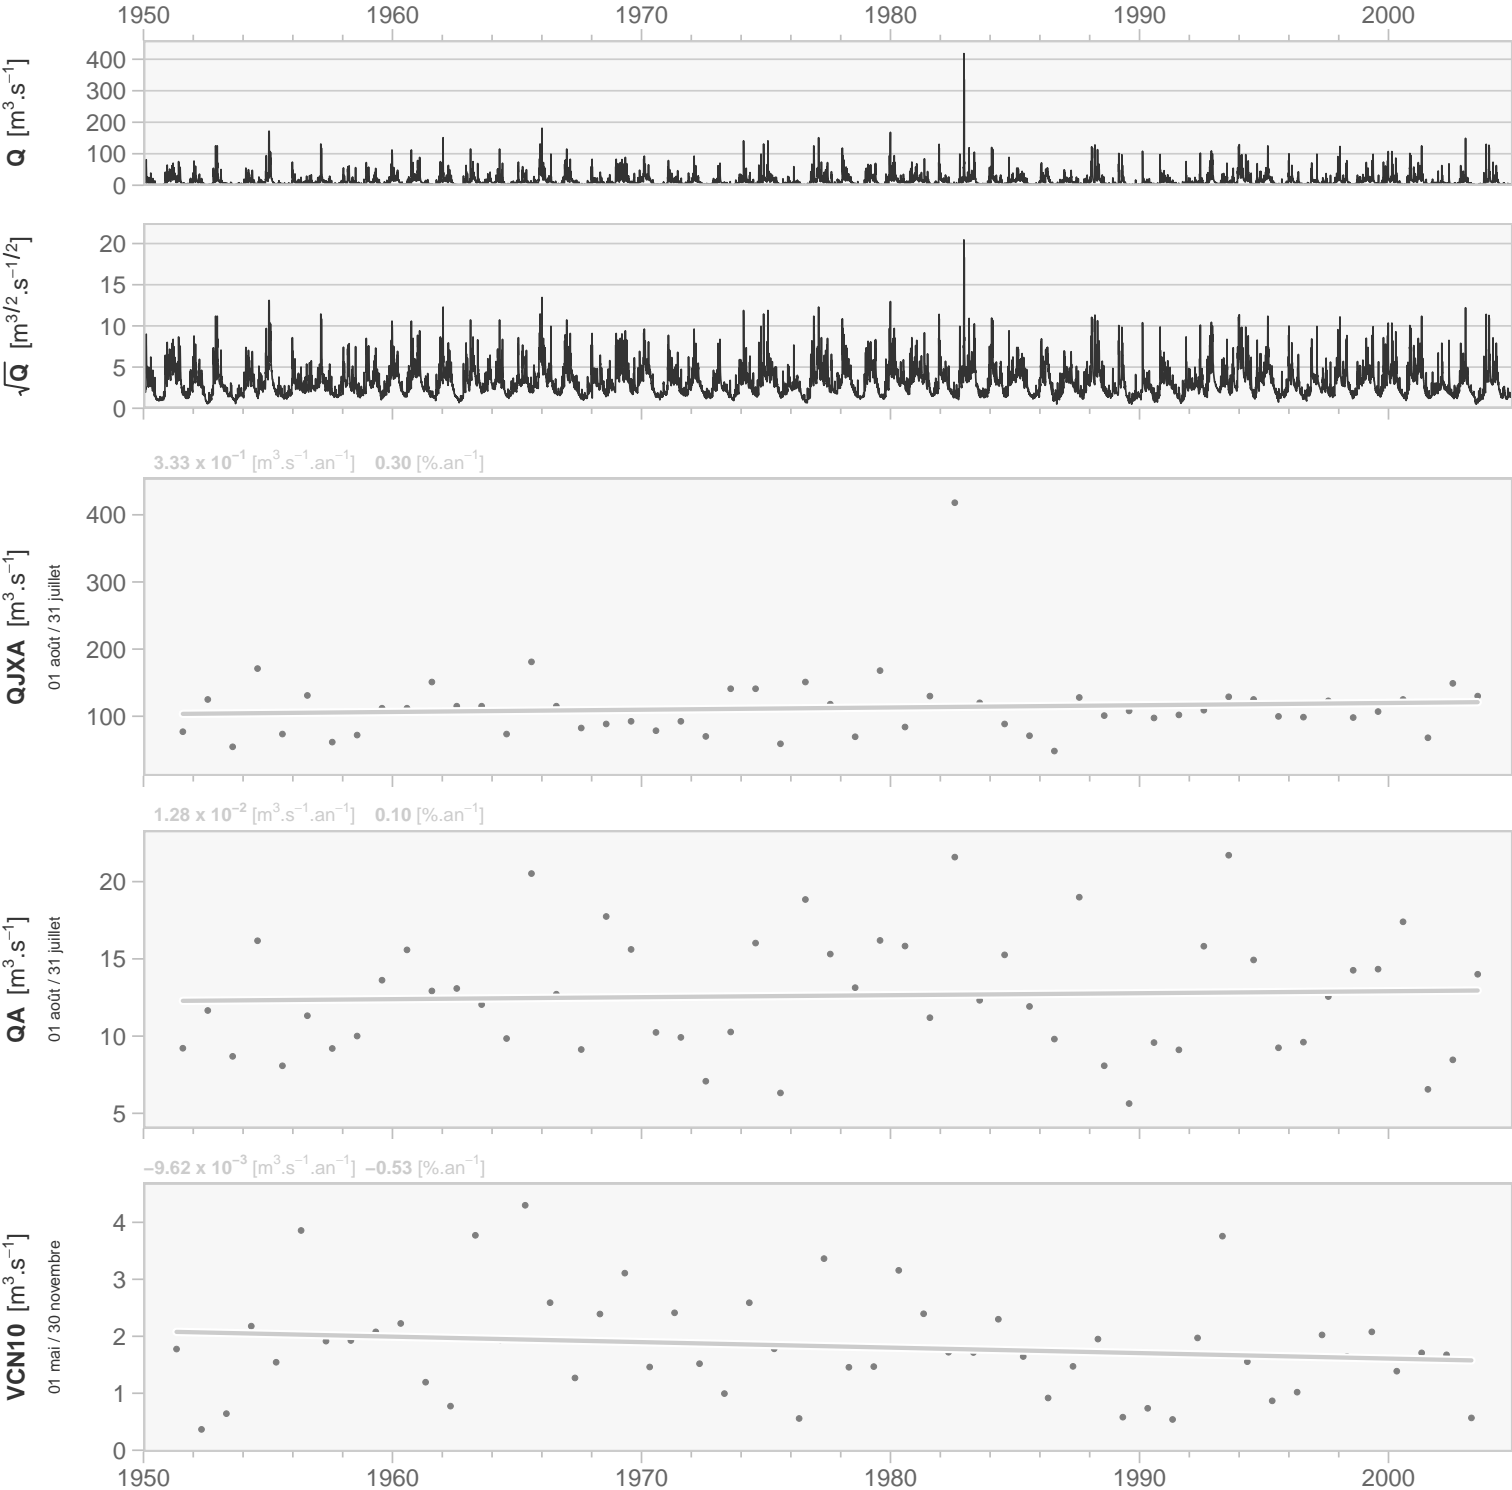 1950 1960 1970 1980 1990 2000
Q [m³.s⁻¹]
400
300
200
100
0
√Q [m³ᐟ².s⁻¹ᐟ²]
20
15
10
5
0
3.33 x 10⁻¹ [m³.s⁻¹.an⁻¹] 0.30 [%.an⁻¹]
QJXA [m³.s⁻¹]
01 août / 31 juillet
400
300
200
100
1.28 x 10⁻² [m³.s⁻¹.an⁻¹] 0.10 [%.an⁻¹]
QA [m³.s⁻¹]
01 août / 31 juillet
20
15
10
5
−9.62 x 10⁻³ [m³.s⁻¹.an⁻¹] −0.53 [%.an⁻¹]
VCN10 [m³.s⁻¹]
01 mai / 30 novembre
4
3
2
1
0
1950 1960 1970 1980 1990 2000